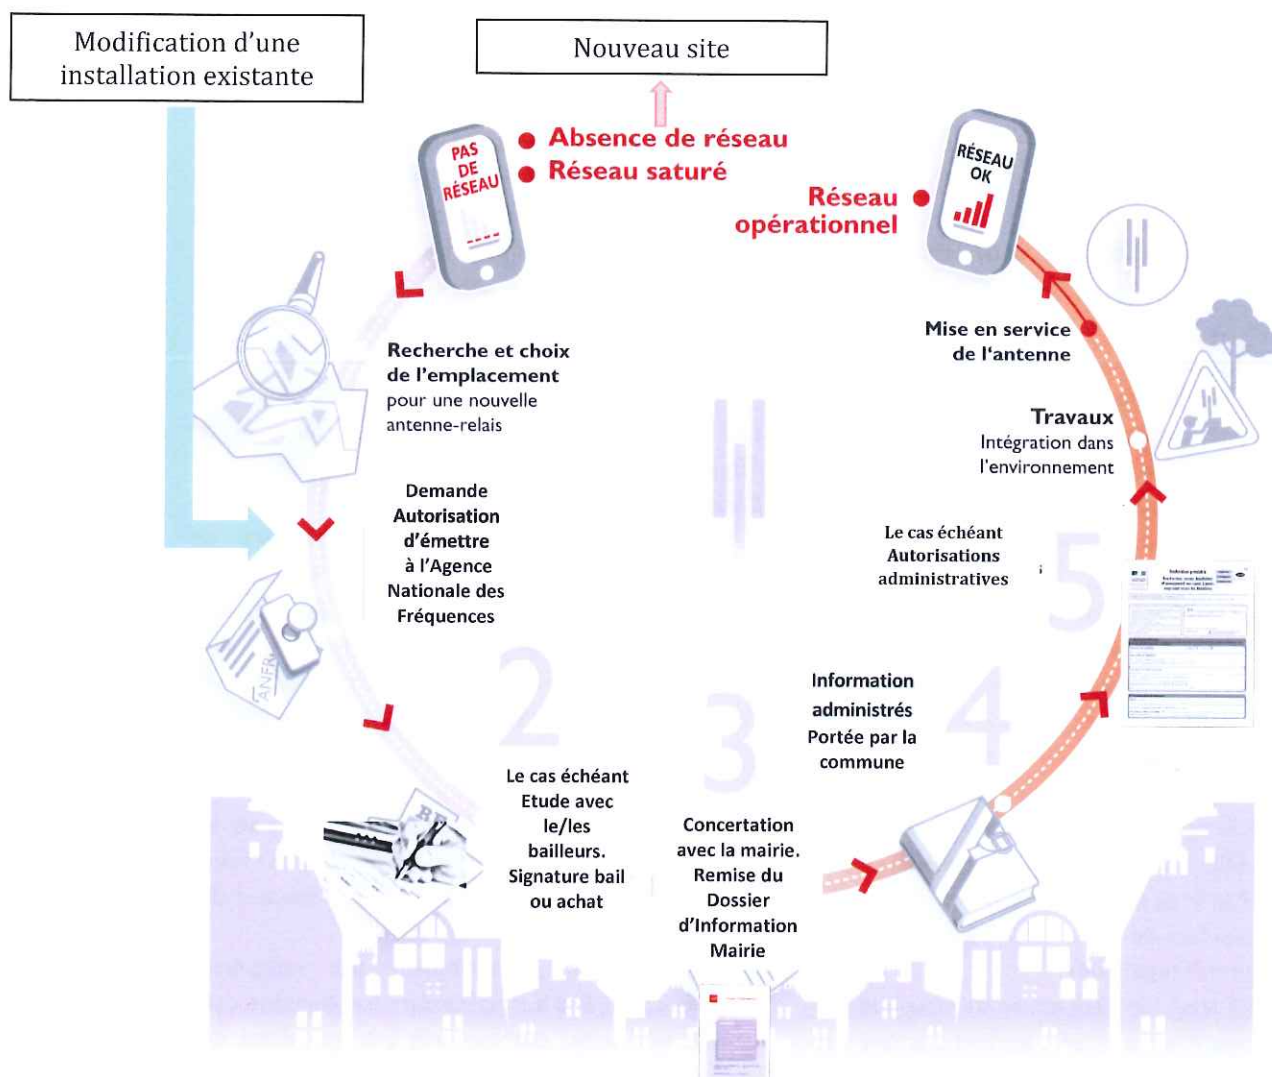 Modification d'une
installation existante
Nouveau site
PAS
DE
RÉSEAU
Absence de réseau
Réseau saturé
RÉSEAU
OK
Réseau
opérationnel
Recherche et choix
de l'emplacement
pour une nouvelle
antenne-relais
Demande
Autorisation
d'émettre
à l'Agence
Nationale des
Fréquences
ANFR
2
Le cas échéant
Etude avec
le/les
bailleurs.
Signature bail
ou achat
3
Concertation
avec la mairie.
Remise du
Dossier
d'Information
Mairie
4
Information
administrés
Portée par la
commune
5
Le cas échéant
Autorisations
administratives
Travaux
Intégration dans
l'environnement
Mise en service
de l'antenne